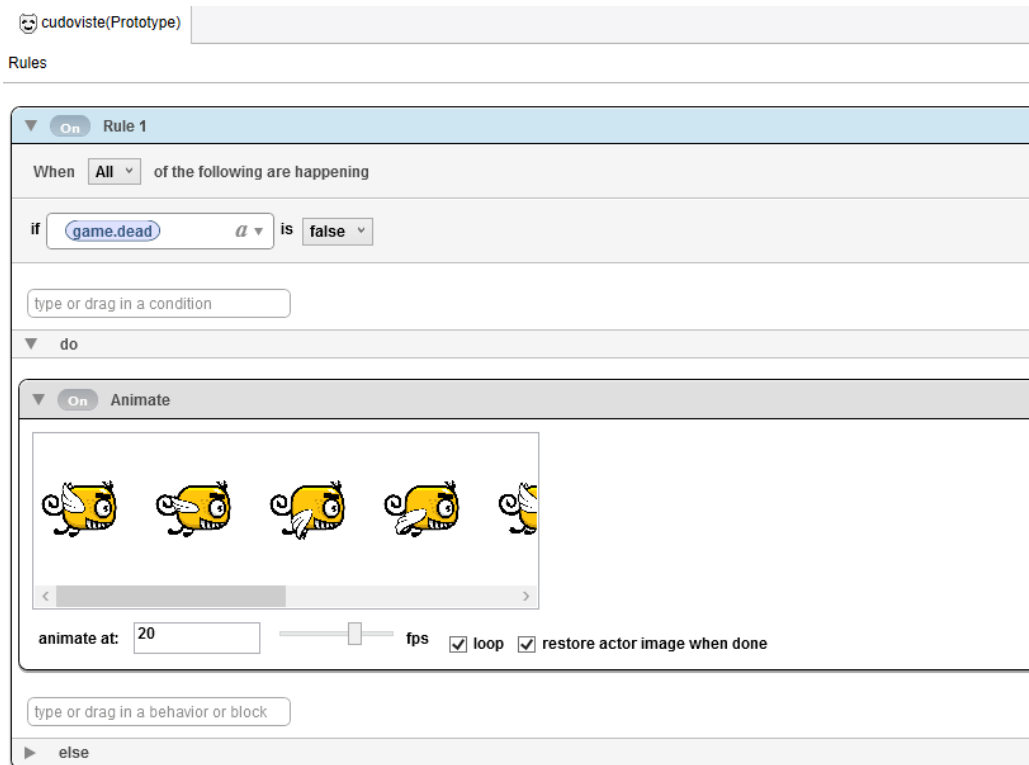 cudoviste(Prototype)
Rules
On Rule 1
When All of the following are happening
if game.dead a is false
type or drag in a condition
do
On Animate
animate at: 20 fps loop restore actor image when done
type or drag in a behavior or block
else